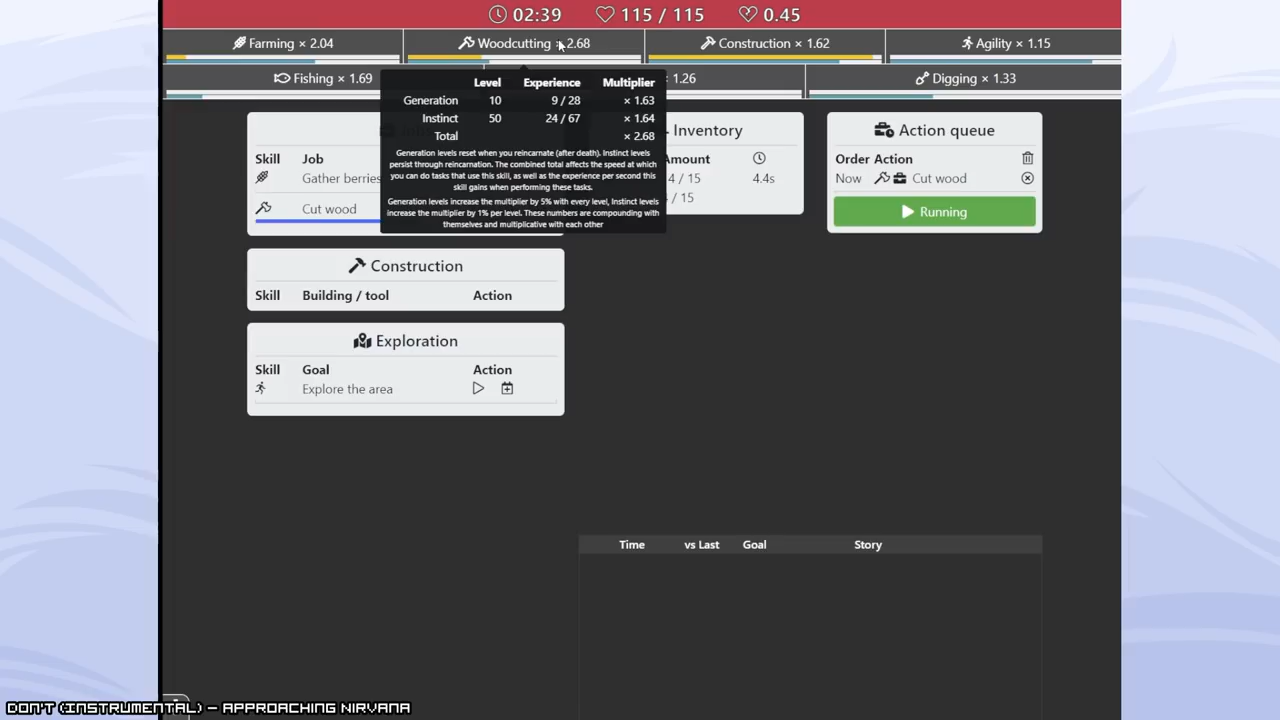 02:39 115 / 115 0.45
Farming × 2.04 Woodcutting × 2.68 Construction × 1.62 Agility × 1.15
Fishing × 1.69 1.26 Digging × 1.33
Level Experience Multiplier
Generation 10 9 / 28 × 1.63
Instinct 50 24 / 67 × 1.64
Total × 2.68
Generation levels reset when you reincarnate (after death). Instinct levels
persist through reincarnation. The combined total affects the speed at which
you can do tasks that use this skill, as well as the experience per second this
skill gains when performing these tasks.
Generation levels increase the multiplier by 5% with every level, Instinct levels
increase the multiplier by 1% per level. These numbers are compounding with
themselves and multiplicative with each other
Skill Job
Gather berries
Cut wood
Inventory
Amount
4 / 15 4.4s
/ 15
Action queue
Order Action
Now Cut wood
Running
Construction
Skill Building / tool Action
Exploration
Skill Goal Action
Explore the area
Time vs Last Goal Story
DON'T (INSTRUMENTAL) – APPROACHING NIRVANA